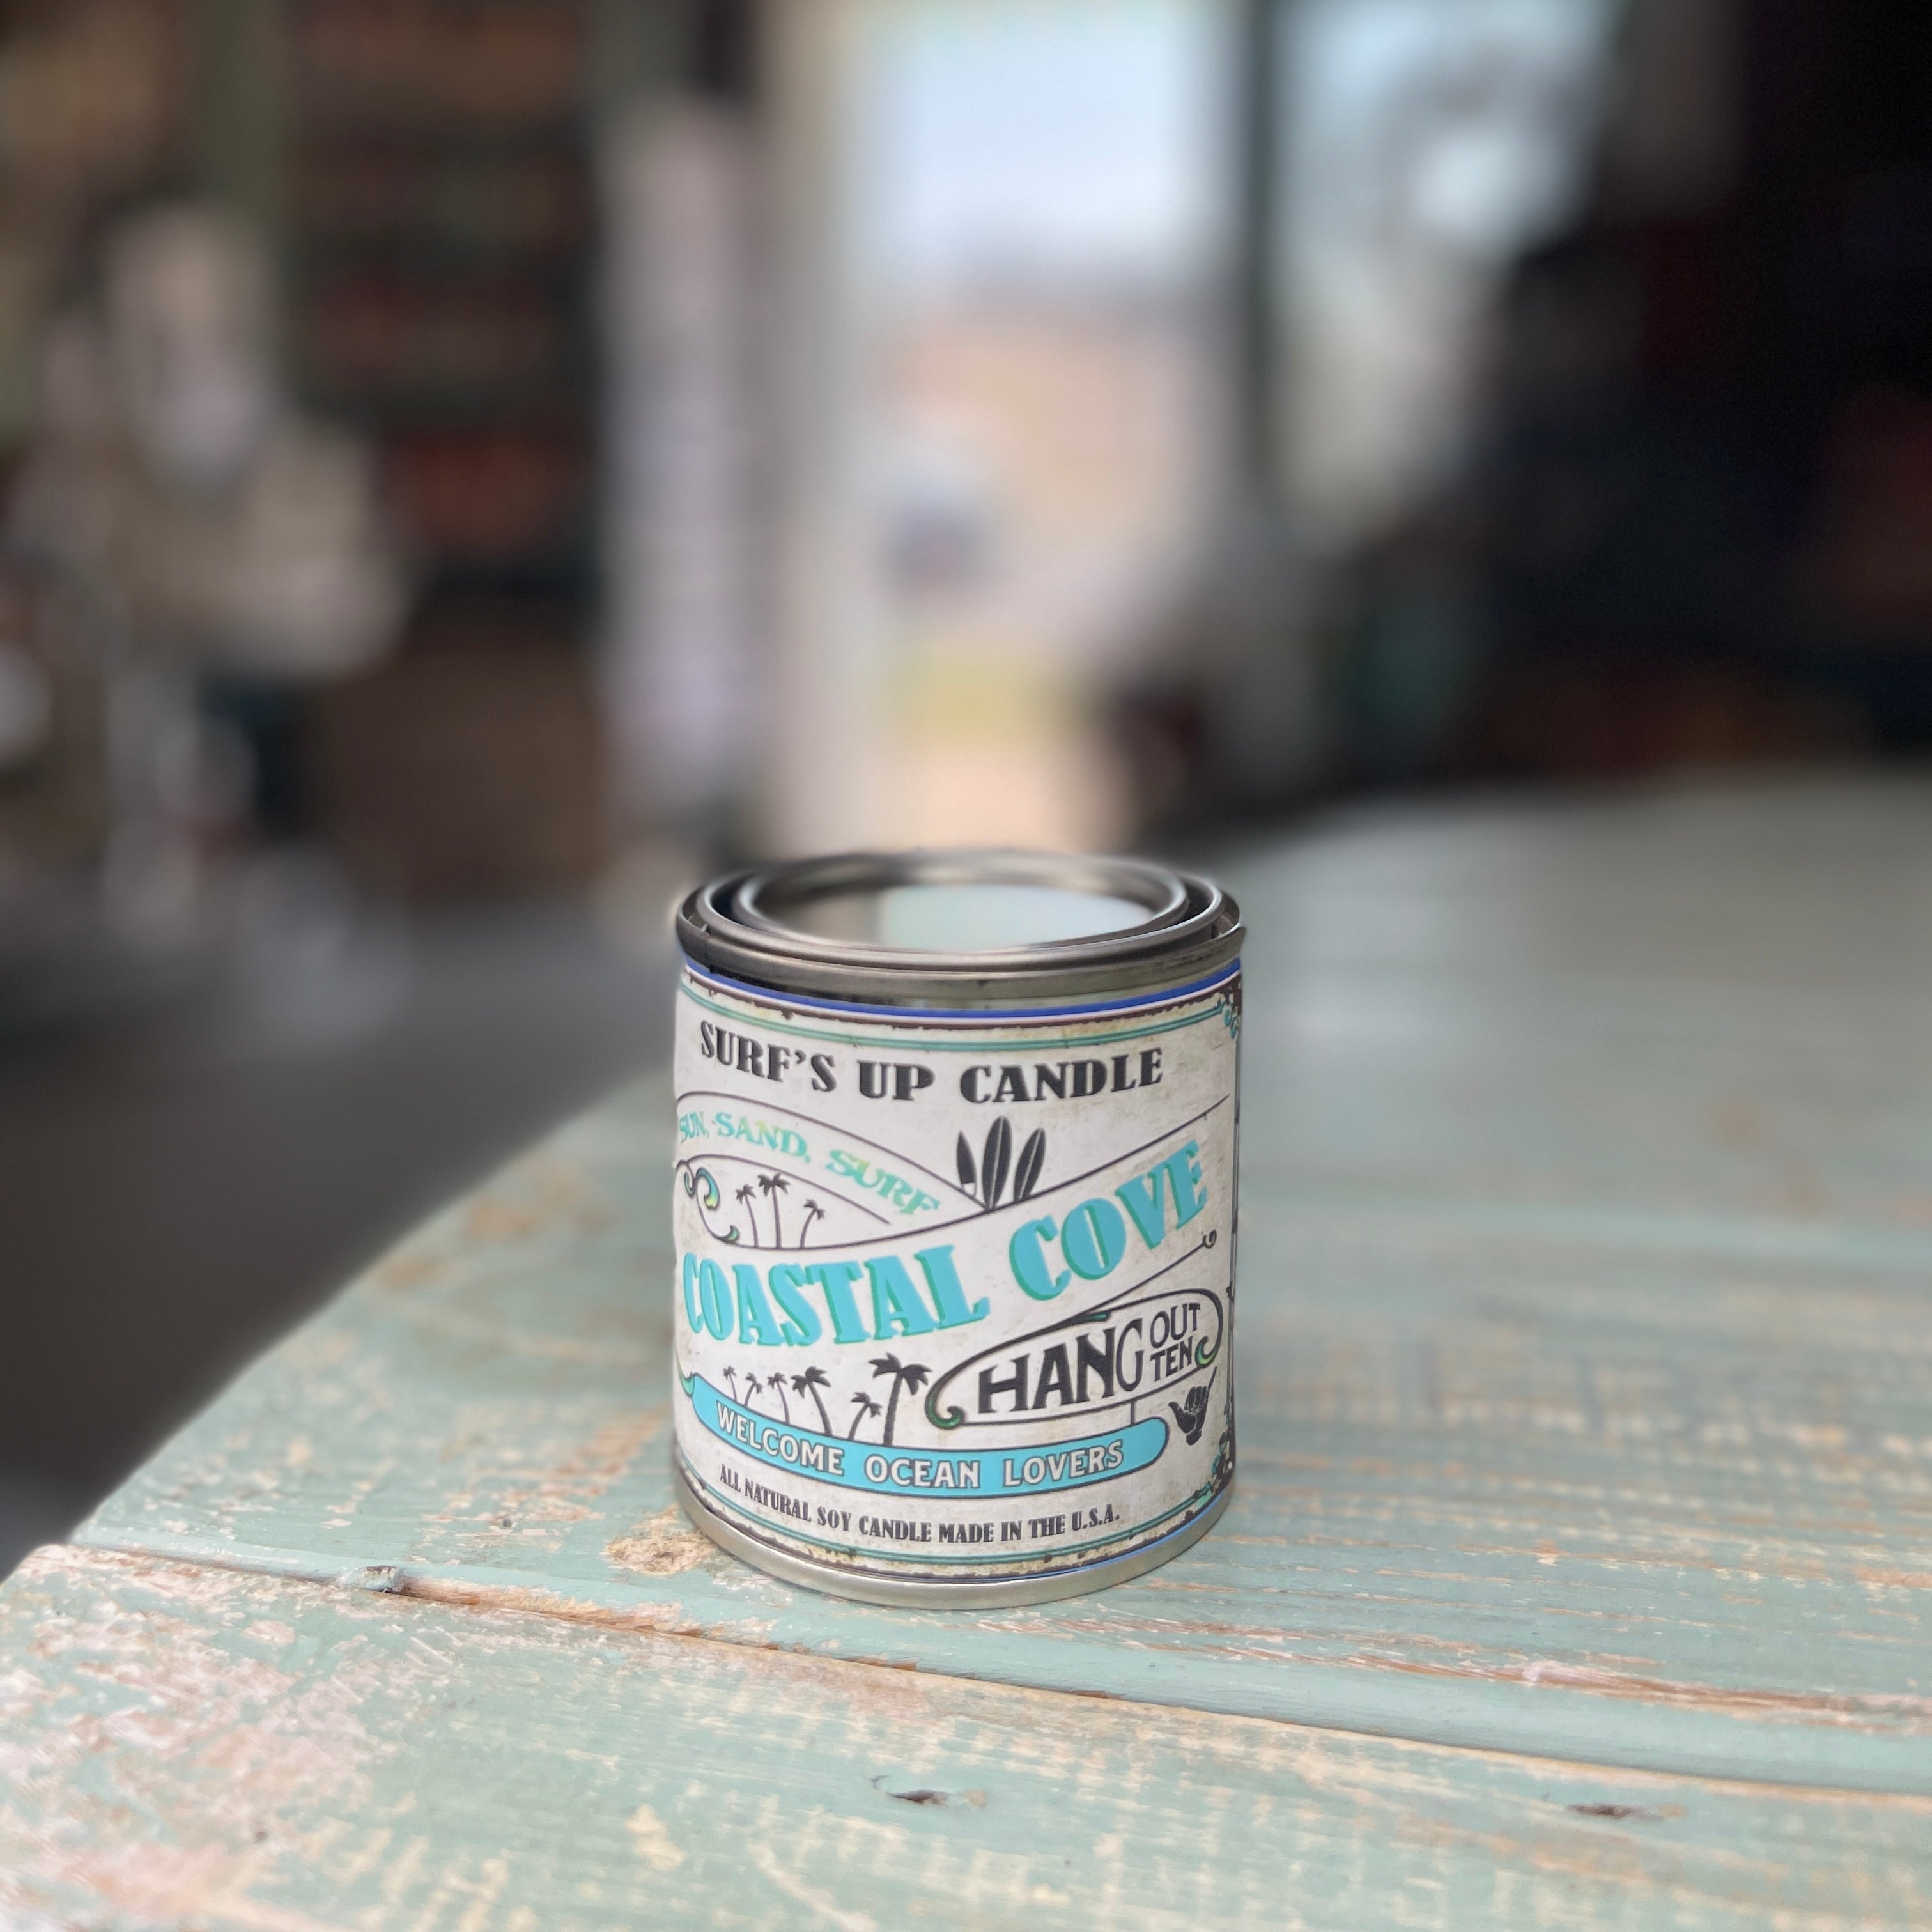 SURF'S UP CANDLE
SUN, SAND, SURF
COASTAL COVE
HANG OUT
TEN
WELCOME OCEAN LOVERS
ALL NATURAL SOY CANDLE MADE IN THE U.S.A.